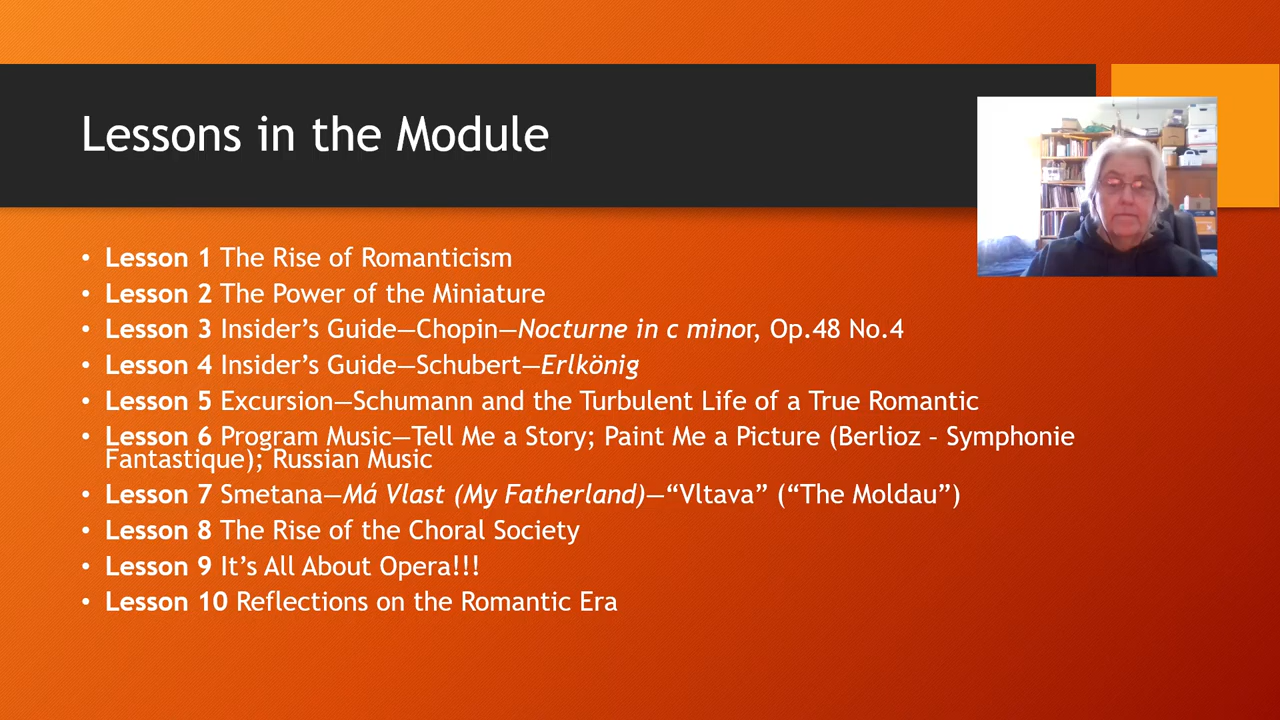 Lessons in the Module
• Lesson 1 The Rise of Romanticism
• Lesson 2 The Power of the Miniature
• Lesson 3 Insider’s Guide—Chopin—Nocturne in c minor, Op.48 No.4
• Lesson 4 Insider’s Guide—Schubert—Erlkönig
• Lesson 5 Excursion—Schumann and the Turbulent Life of a True Romantic
• Lesson 6 Program Music—Tell Me a Story; Paint Me a Picture (Berlioz – Symphonie
Fantastique); Russian Music
• Lesson 7 Smetana—Má Vlast (My Fatherland)—“Vltava” (“The Moldau”)
• Lesson 8 The Rise of the Choral Society
• Lesson 9 It’s All About Opera!!!
• Lesson 10 Reflections on the Romantic Era